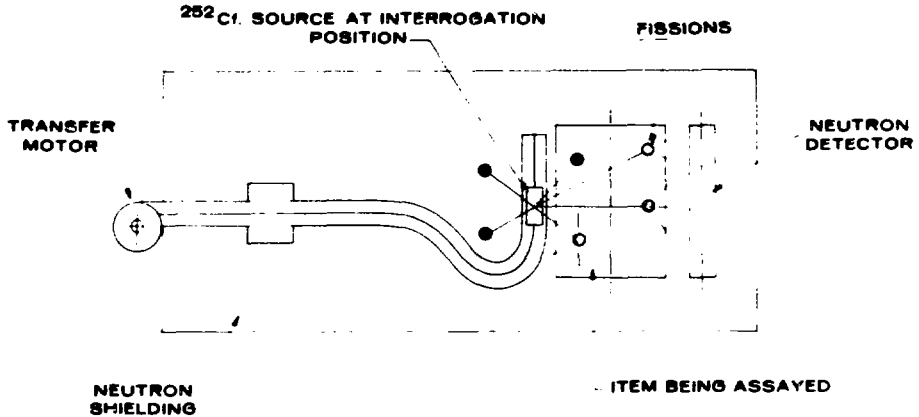 252Cf. SOURCE AT INTERROGATION
POSITION
FISSIONS
TRANSFER
MOTOR
NEUTRON
DETECTOR
NEUTRON
SHIELDING
ITEM BEING ASSAYED